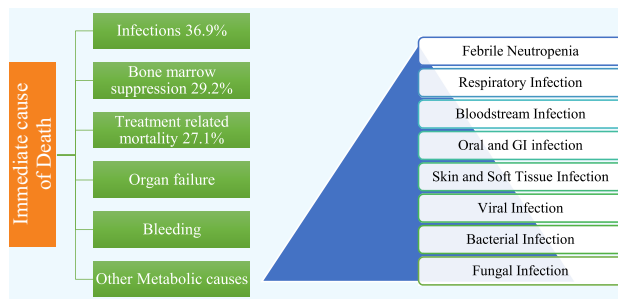 Immediate cause
of Death
Infections 36.9%
Bone marrow
suppression 29.2%
Treatment related
mortality 27.1%
Organ failure
Bleeding
Other Metabolic causes
Febrile Neutropenia
Respiratory Infection
Bloodstream Infection
Oral and GI infection
Skin and Soft Tissue Infection
Viral Infection
Bacterial Infection
Fungal Infection